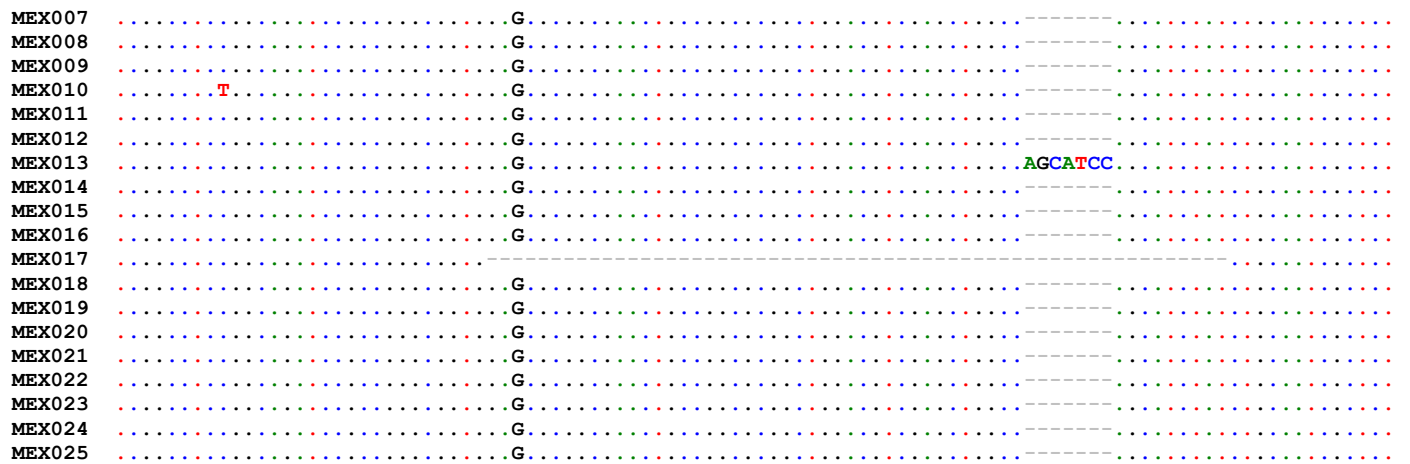 MEX007 ...............................G.......................................-------......................
MEX008 ...............................G.......................................-------......................
MEX009 ...............................G.......................................-------......................
MEX010 ........T......................G.......................................-------......................
MEX011 ...............................G.......................................-------......................
MEX012 ...............................G.......................................-------......................
MEX013 ...............................G.......................................AGCATCC......................
MEX014 ...............................G.......................................-------......................
MEX015 ...............................G.......................................-------......................
MEX016 ...............................G.......................................-------......................
MEX017 .............................----------------------------------------------------------.............
MEX018 ...............................G.......................................-------......................
MEX019 ...............................G.......................................-------......................
MEX020 ...............................G.......................................-------......................
MEX021 ...............................G.......................................-------......................
MEX022 ...............................G.......................................-------......................
MEX023 ...............................G.......................................-------......................
MEX024 ...............................G.......................................-------......................
MEX025 ...............................G.......................................-------......................